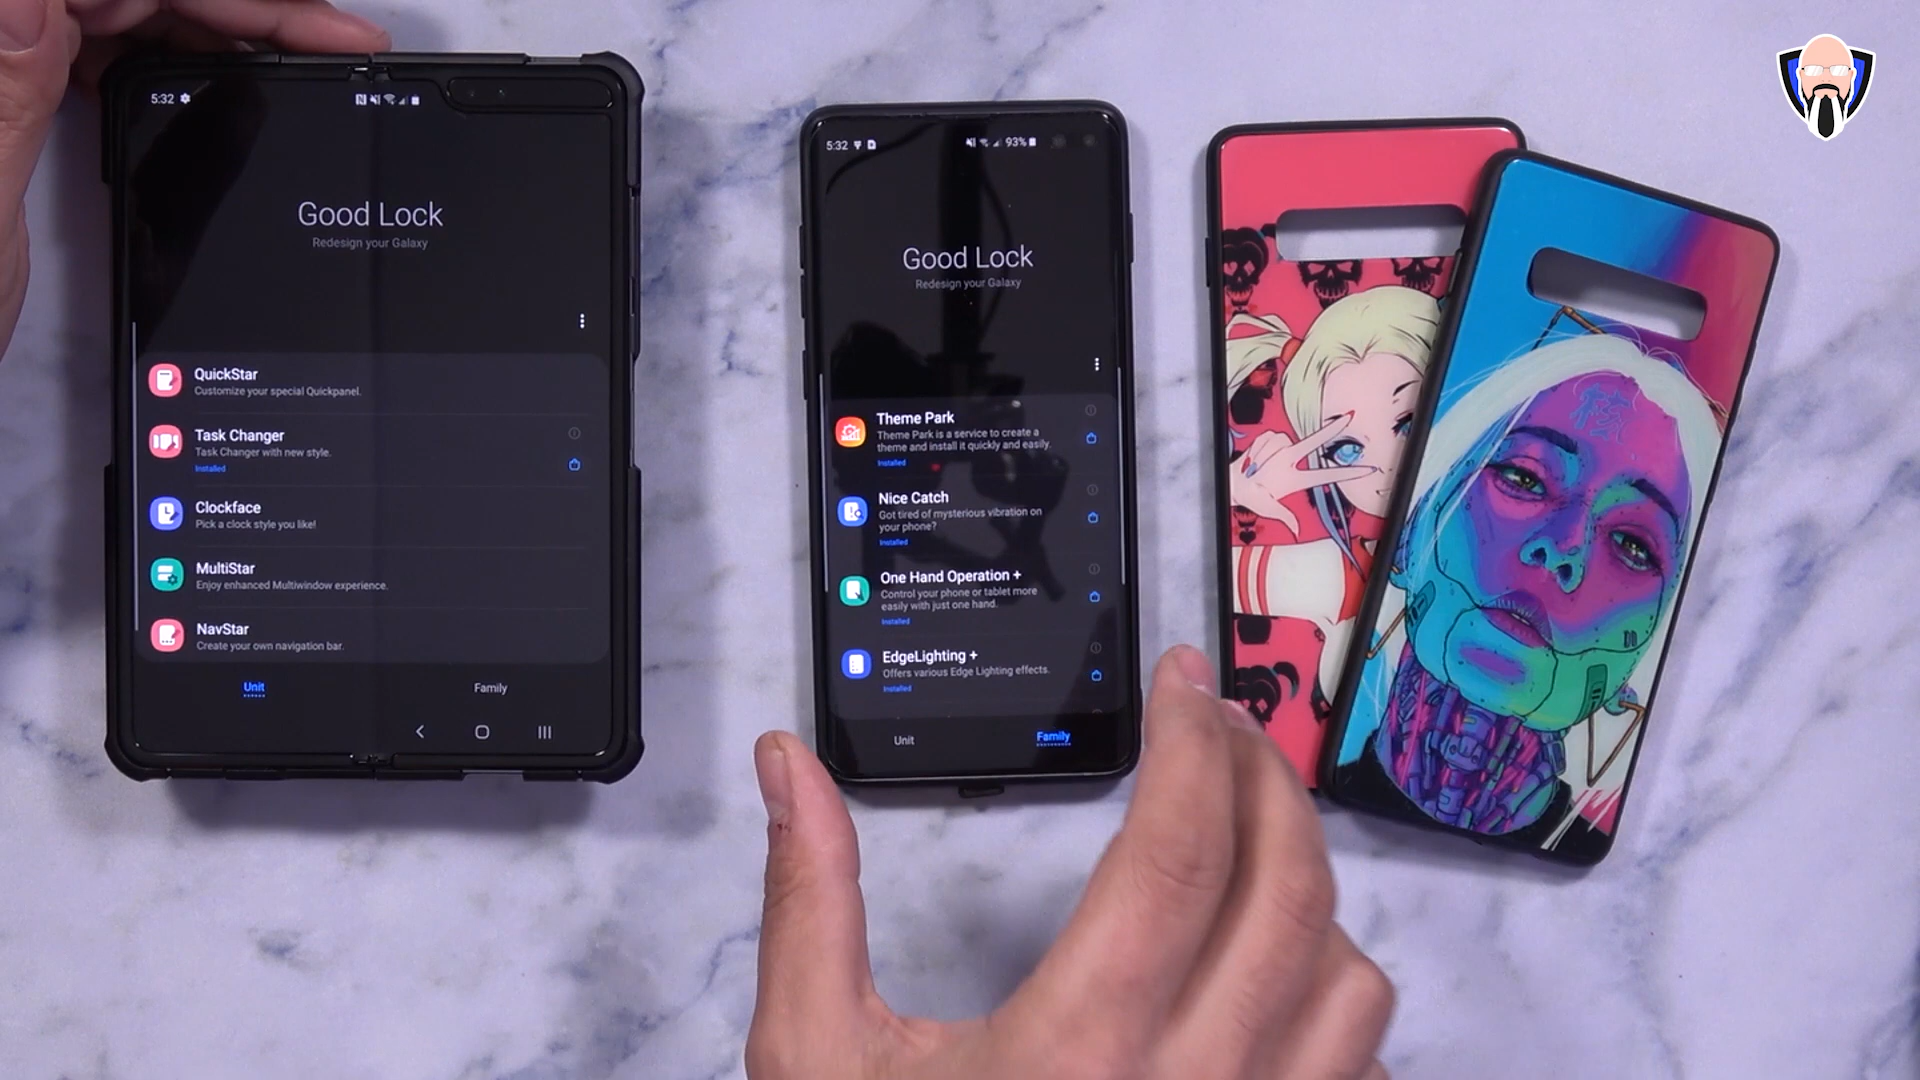 5:32
Good Lock
Redesign your Galaxy
QuickStar
Customize your special Quickpanel.
Task Changer
Task Changer with new style.
Installed
Clockface
Pick a clock style you like!
MultiStar
Enjoy enhanced Multiwindow experience.
NavStar
Create your own navigation bar.
Unit
Family
5:32
93%
Good Lock
Redesign your Galaxy
Theme Park
Theme Park is a service to create a
theme and install it quickly and easily.
Installed
Nice Catch
Got tired of mysterious vibration on
your phone?
Installed
One Hand Operation +
Control your phone or tablet more
easily with just one hand.
Installed
EdgeLighting +
Offers various Edge Lighting effects.
Installed
Unit
Family